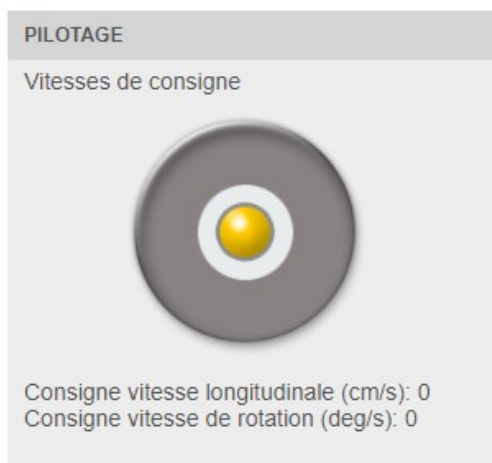 PILOTAGE
Vitesses de consigne
Consigne vitesse longitudinale (cm/s): 0
Consigne vitesse de rotation (deg/s): 0